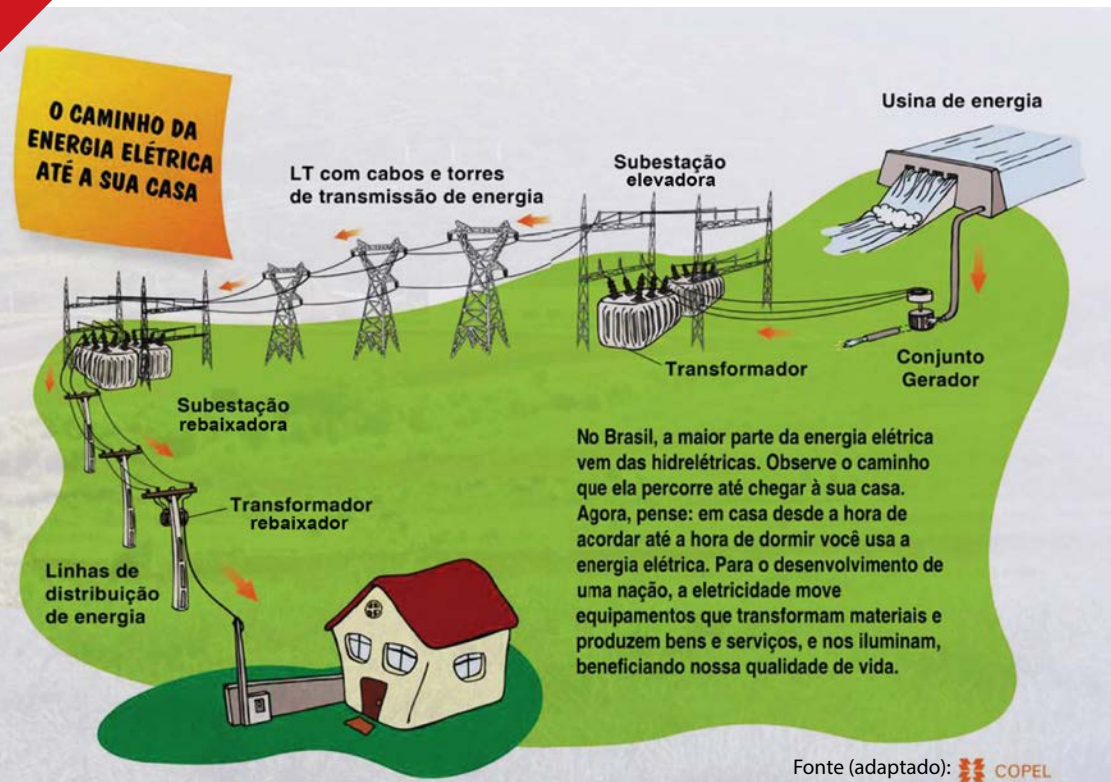 O CAMINHO DA
ENERGIA ELÉTRICA
ATÉ A SUA CASA
Usina de energia
LT com cabos e torres
de transmissão de energia
Subestação
elevadora
Transformador
Conjunto
Gerador
Subestação
rebaixadora
Transformador
rebaixador
Linhas de
distribuição
de energia
No Brasil, a maior parte da energia elétrica
vem das hidrelétricas. Observe o caminho
que ela percorre até chegar à sua casa.
Agora, pense: em casa desde a hora de
acordar até a hora de dormir você usa a
energia elétrica. Para o desenvolvimento de
uma nação, a eletricidade move
equipamentos que transformam materiais e
produzem bens e serviços, e nos iluminam,
beneficiando nossa qualidade de vida.
Fonte (adaptado): COPEL